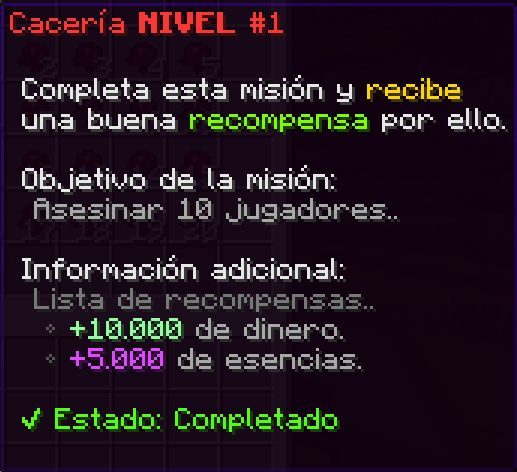 Cacería NIVEL #1
Completa esta misión y recibe
una buena recompensa por ello.
Objetivo de la misión:
Asesinar 10 jugadores..
Información adicional:
Lista de recompensas..
◦ +10.000 de dinero.
◦ +5.000 de esencias.
✔ Estado: Completado